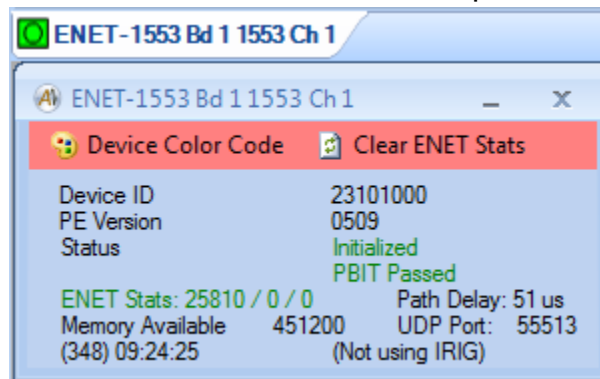 ENET-1553 Bd 1 1553 Ch 1
ENET-1553 Bd 1 1553 Ch 1
Device Color Code Clear ENET Stats
Device ID 23101000
PE Version 0509
Status Initialized
PBIT Passed
ENET Stats: 25810 / 0 / 0 Path Delay: 51 us
Memory Available 451200 UDP Port: 55513
(348) 09:24:25 (Not using IRIG)